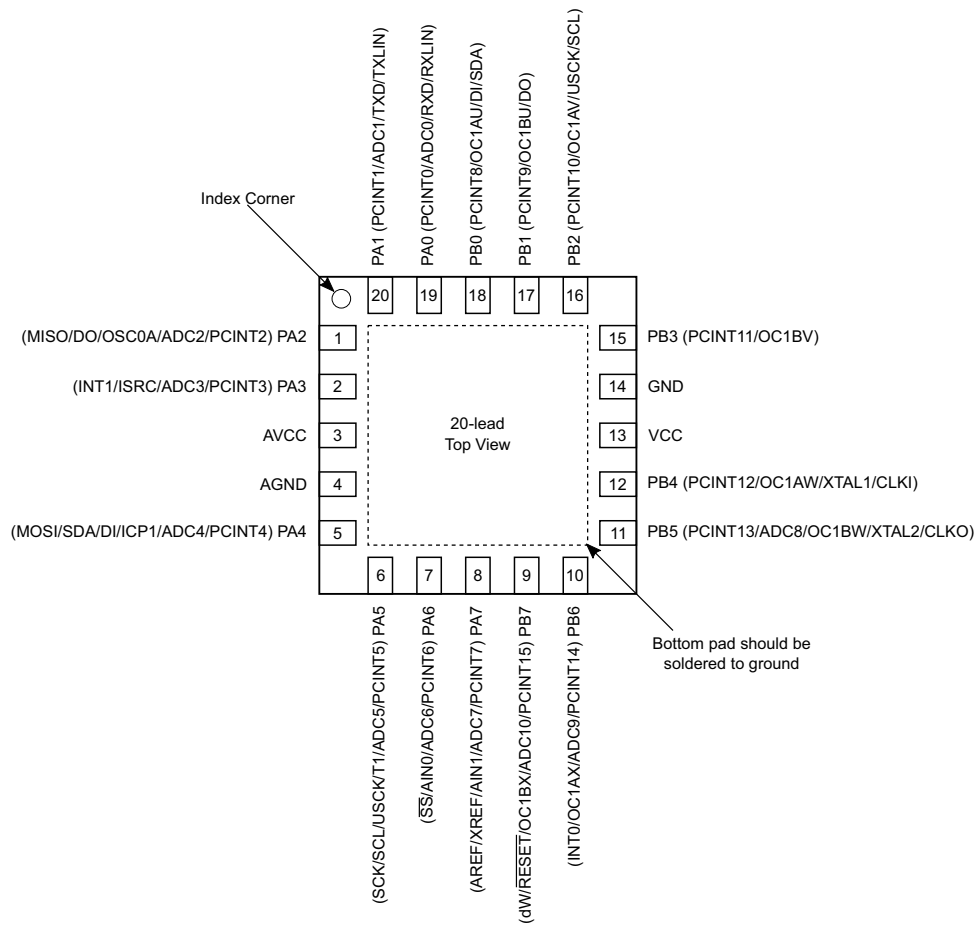 PA1 (PCINT1/ADC1/TXD/TXLIN)
PA0 (PCINT0/ADC0/RXD/RXLIN)
PB0 (PCINT8/OC1AU/DI/SDA)
PB1 (PCINT9/OC1BU/DO)
PB2 (PCINT10/OC1AV/USCK/SCL)
Index Corner
20
19
18
17
16
(MISO/DO/OSC0A/ADC2/PCINT2) PA2
1
(INT1/ISRC/ADC3/PCINT3) PA3
2
AVCC
3
AGND
4
(MOSI/SDA/DI/ICP1/ADC4/PCINT4) PA4
5
20-lead
Top View
15
PB3 (PCINT11/OC1BV)
14
GND
13
VCC
12
PB4 (PCINT12/OC1AW/XTAL1/CLKI)
11
PB5 (PCINT13/ADC8/OC1BW/XTAL2/CLKO)
6
7
8
9
10
(SCK/SCL/USCK/T1/ADC5/PCINT5) PA5
(SS/AIN0/ADC6/PCINT6) PA6
(AREF/XREF/AIN1/ADC7/PCINT7) PA7
(dW/RESET/OC1BX/ADC10/PCINT15) PB7
(INT0/OC1AX/ADC9/PCINT14) PB6
Bottom pad should be
soldered to ground